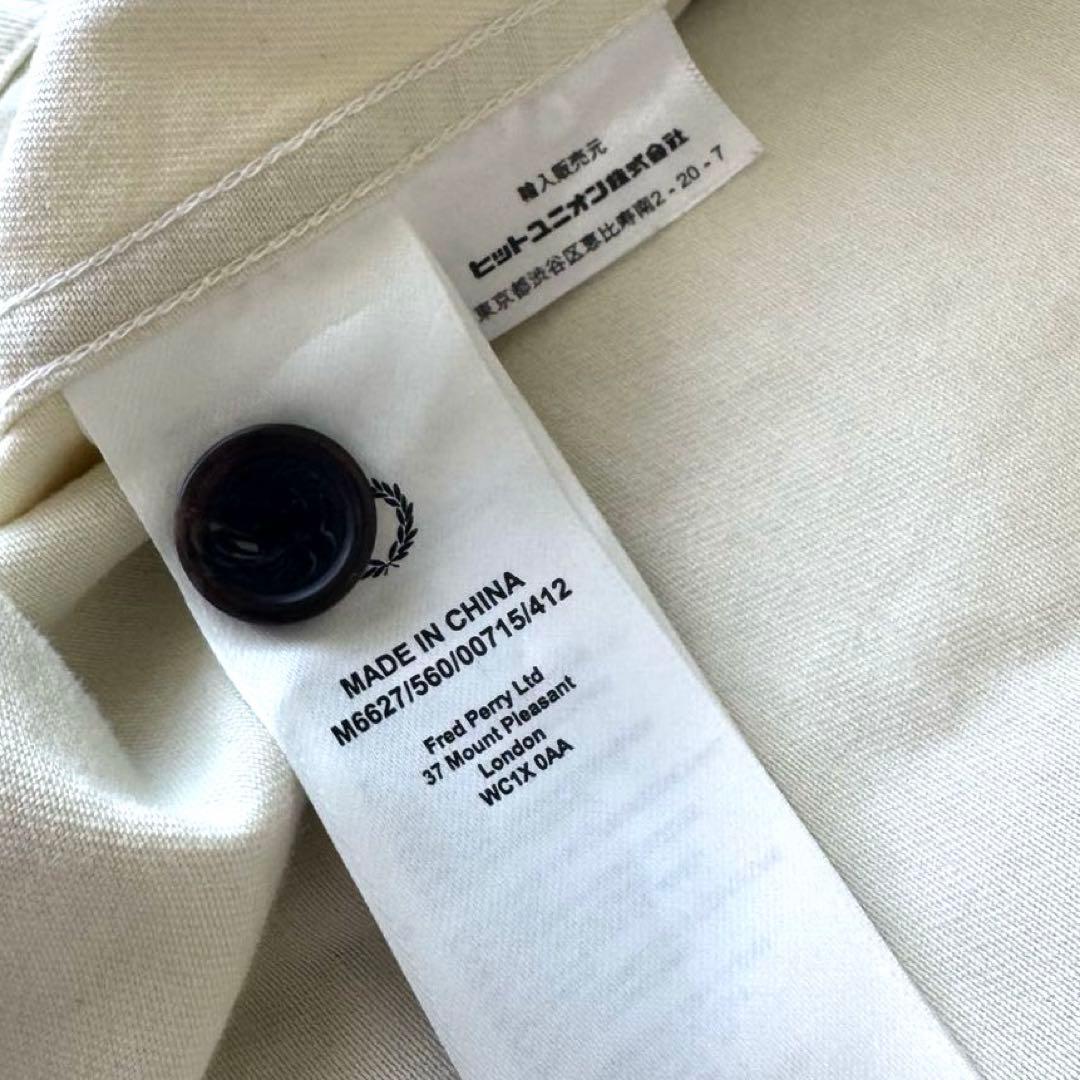 輸入販売元
ヒットユニオン株式会社
東京都渋谷区恵比寿南2-20-7
MADE IN CHINA
M6627/560/00715/412
Fred Perry Ltd
37 Mount Pleasant
London
WC1X 0AA